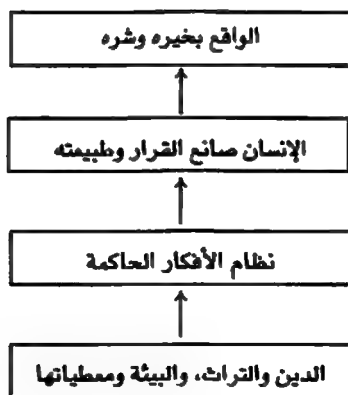 الواقع بخيره وشره
الإنسان صانع القرار وطبيعته
نظام الأفكار الحاكمة
الدين والتراث، والبيئة ومعطياتها